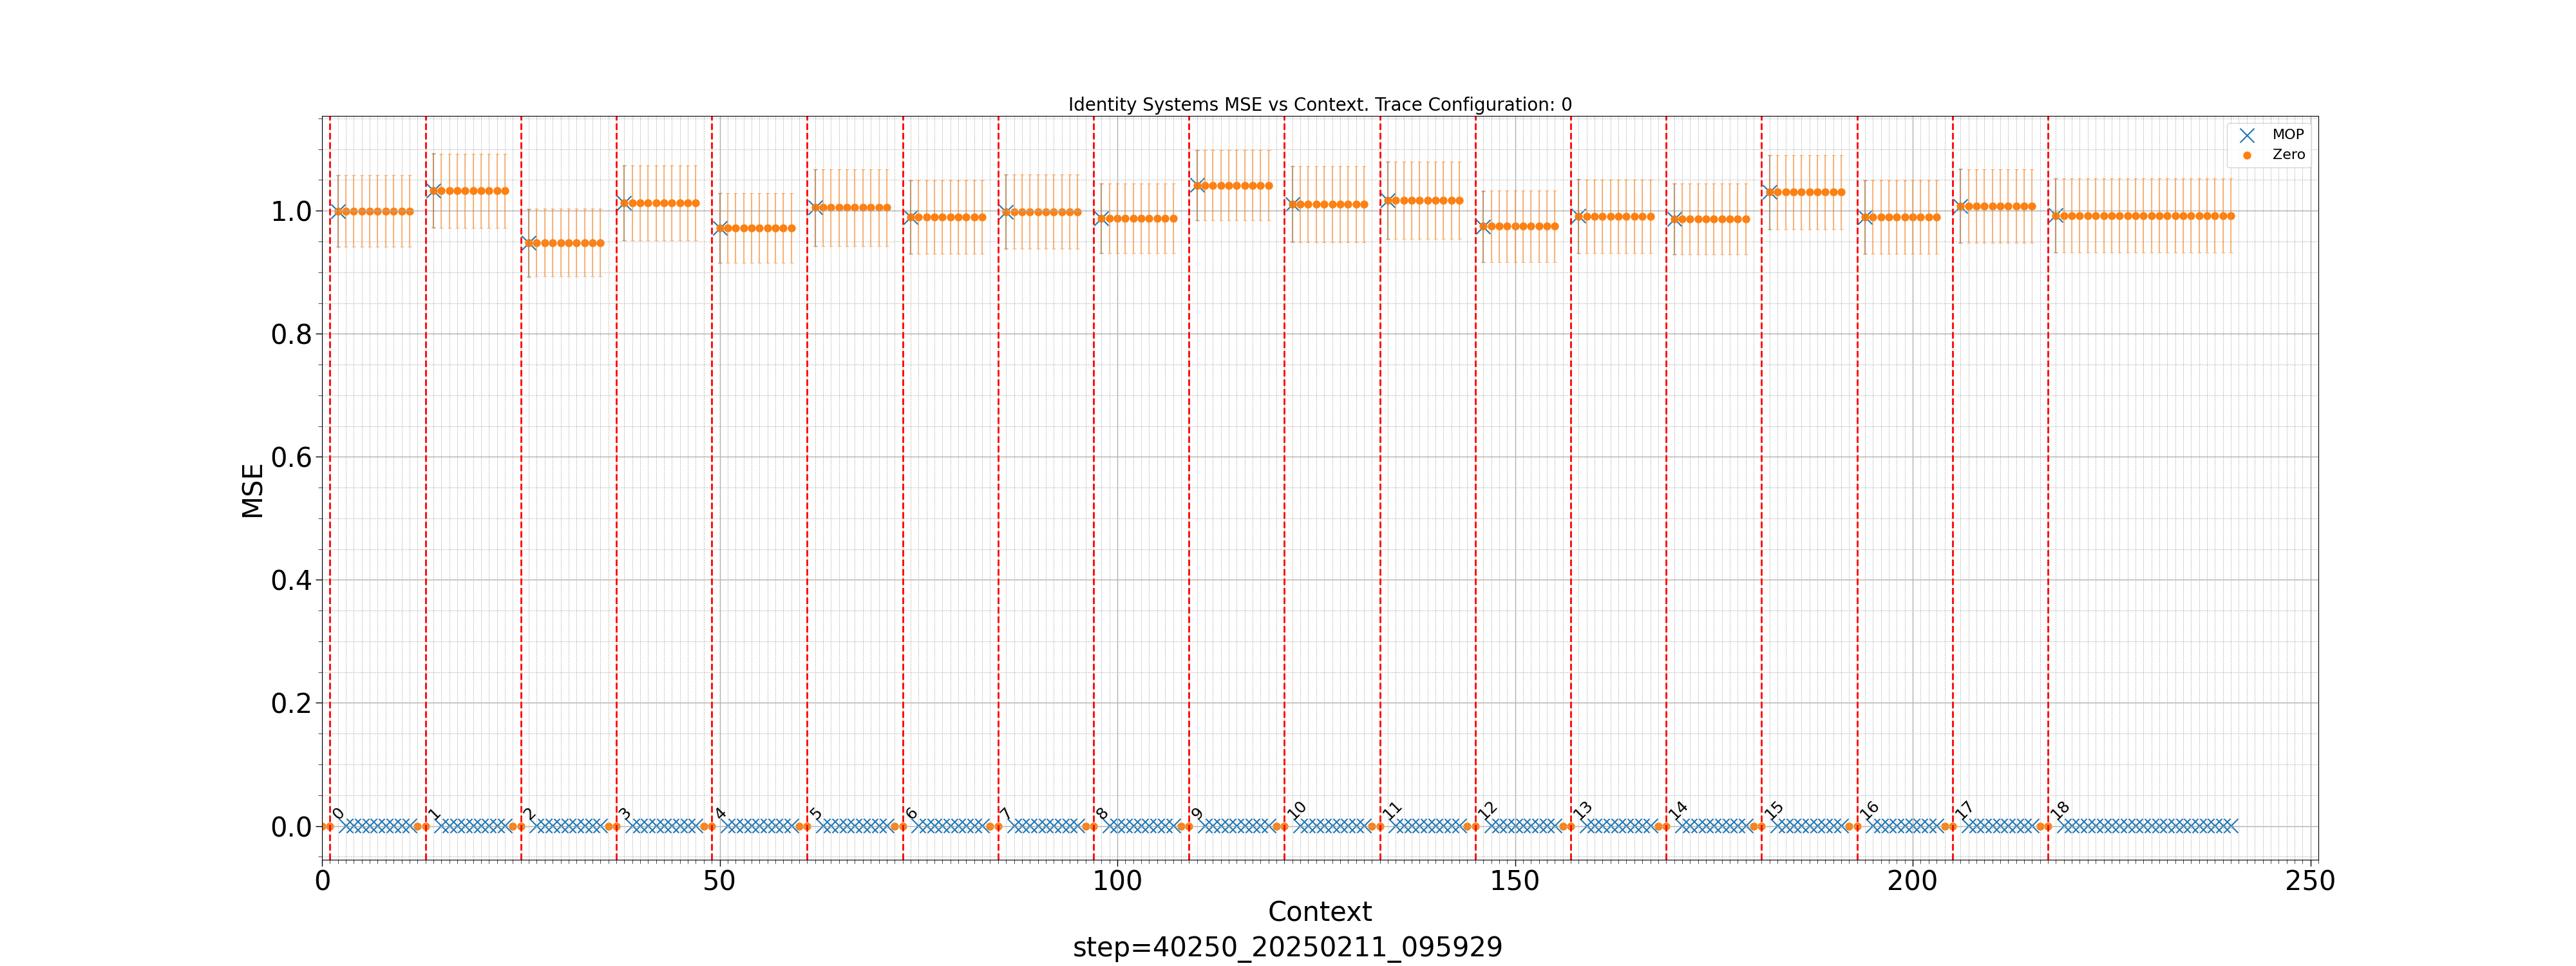 Identity Systems MSE vs Context. Trace Configuration: 0
MOP
Zero
1.0
0.8
0.6
0.4
0.2
0.0
MSE
0 1 2 3 4 5 6 7 8 9 10 11 12 13 14 15 16 17 18
0 50 100 150 200 250
Context
step=40250_20250211_095929